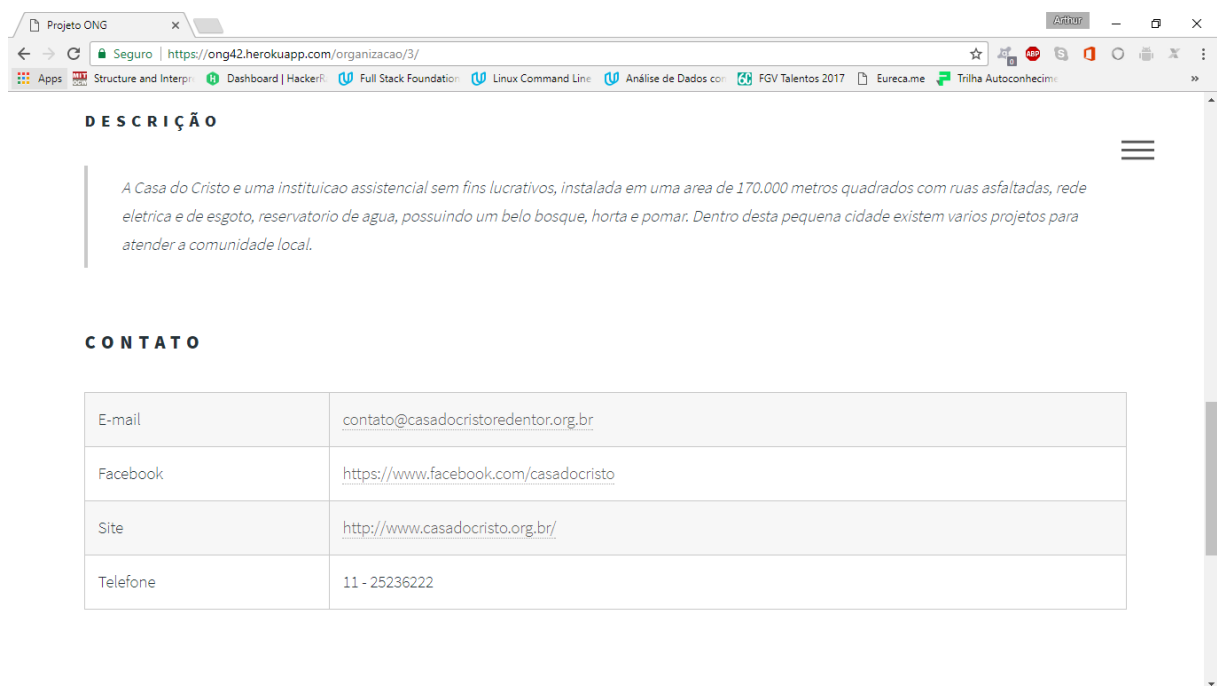 Projeto ONG
Arthur
Seguro | https://ong42.herokuapp.com/organizacao/3/
ABP
0
Apps Structure and Interpr Dashboard | HackerR Full Stack Foundation Linux Command Line Análise de Dados con FGV Talentos 2017 Eureca.me Trilha Autoconhecime »
DESCRIÇÃO
A Casa do Cristo e uma instituicao assistencial sem fins lucrativos, instalada em uma area de 170.000 metros quadrados com ruas asfaltadas, rede
eletrica e de esgoto, reservatorio de agua, possuindo um belo bosque, horta e pomar. Dentro desta pequena cidade existem varios projetos para
atender a comunidade local.
CONTATO
E-mail contato@casadocristoredentor.org.br
Facebook https://www.facebook.com/casadocristo
Site http://www.casadocristo.org.br/
Telefone 11 - 25236222